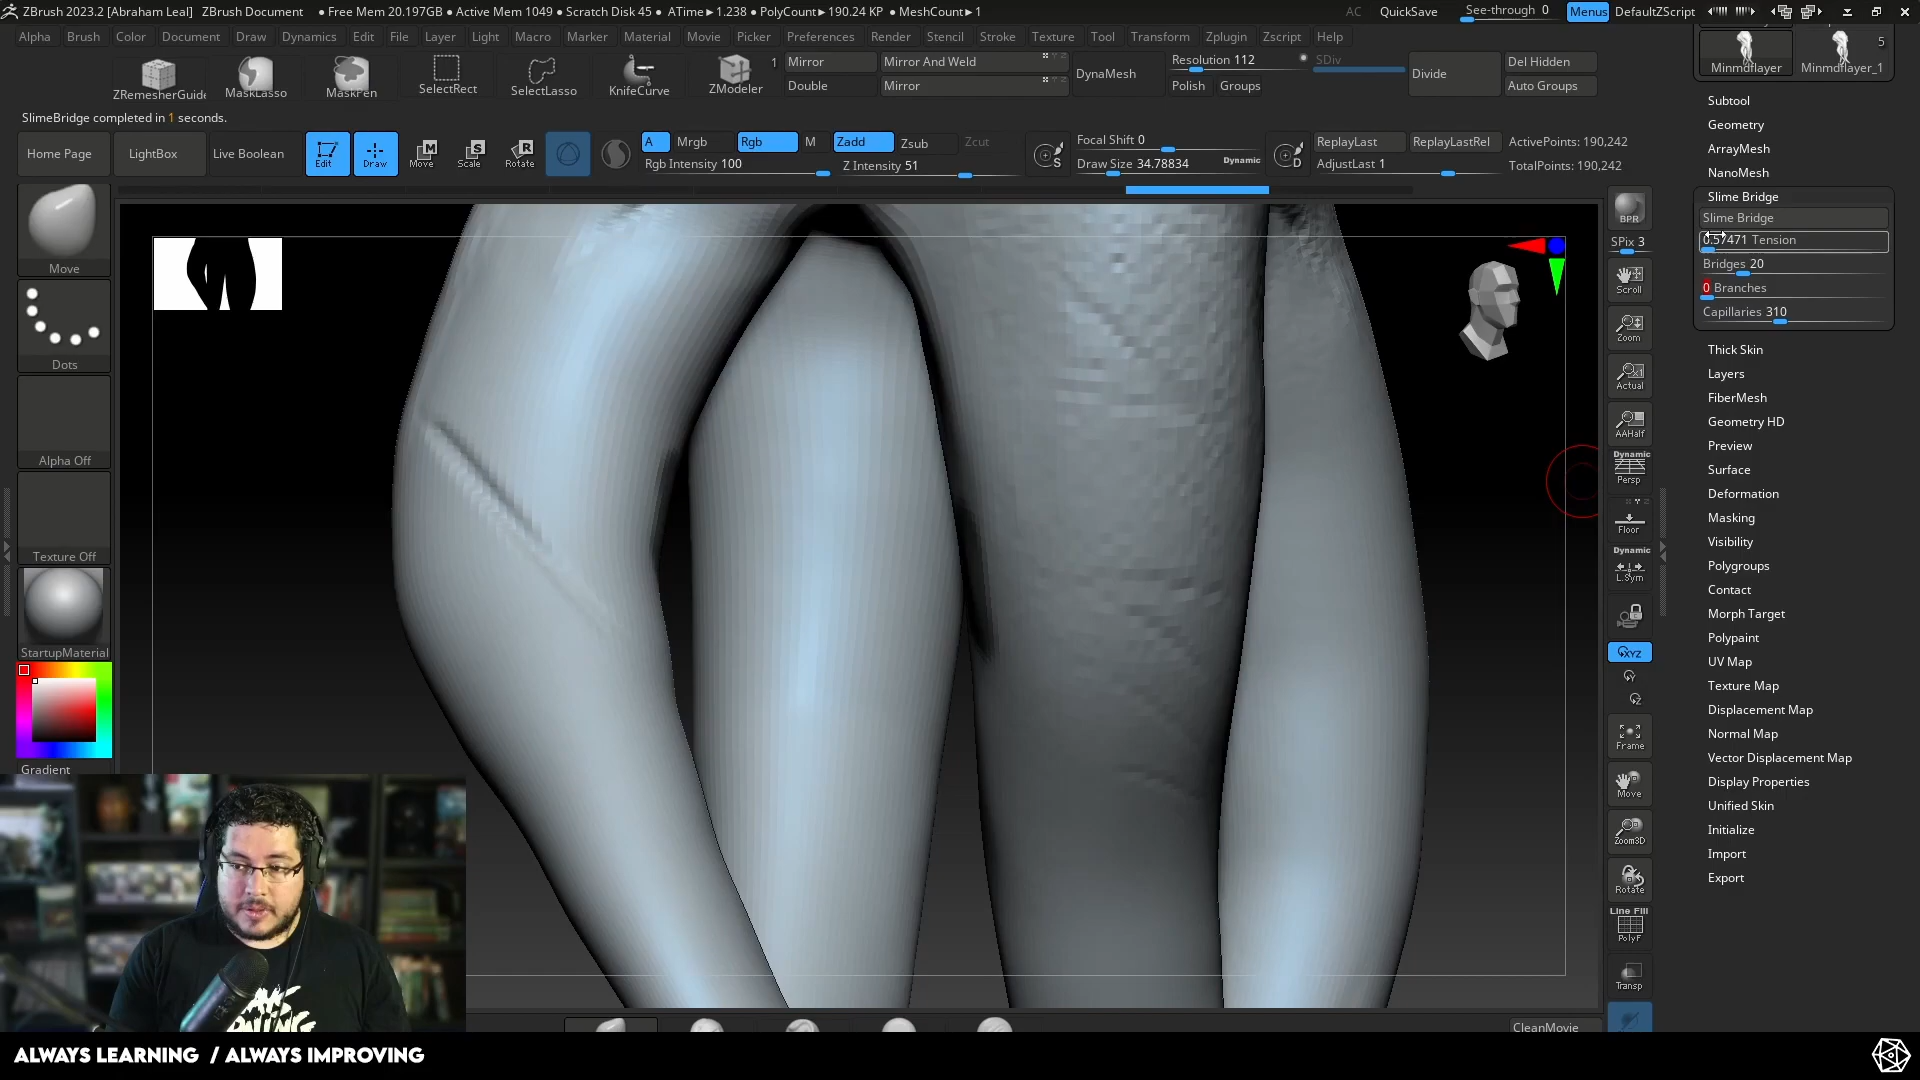 ZBrush 2023.2 [Abraham Leal] ZBrush Document ● Free Mem 20.197GB ● Active Mem 1049 ● Scratch Disk 45 ● ATime►1.238 ● PolyCount►190.24 KP ● MeshCount►1 AC QuickSave See-through 0 Menus DefaultZScript
Alpha Brush Color Document Draw Dynamics Edit File Layer Light Macro Marker Material Movie Picker Preferences Render Stencil Stroke Texture Tool Transform Zplugin Zscript Help
ZRemesherGuide MaskLasso MaskPen SelectRect SelectLasso KnifeCurve ZModeler 1
Mirror Mirror And Weld
Double Mirror
DynaMesh
Resolution 112
Polish Groups
SDiv
Divide
Del Hidden
Auto Groups
SlimeBridge completed in 1 seconds.
Home Page LightBox Live Boolean Edit Draw Move Scale Rotate
M S R
A Mrgb Rgb M Zadd Zsub Zcut
Rgb Intensity 100 Z Intensity 51
S
Focal Shift 0
Draw Size 34.78834 Dynamic
D
ReplayLast ReplayLastRel
AdjustLast 1
ActivePoints: 190,242
TotalPoints: 190,242
Move
Dots
Alpha Off
Texture Off
StartupMaterial
Gradient
BPR
SPix 3
Scroll
Zoom
Actual
AAHalf
Dynamic
Persp
Floor
Dynamic
L.Sym
XYZ
Frame
Move
Zoom3D
Rotate
Line Fill
PolyF
Transp
Minmdflayer Minmdflayer_1
5
Subtool
Geometry
ArrayMesh
NanoMesh
Slime Bridge
Slime Bridge
0.57471 Tension
Bridges 20
0 Branches
Capillaries 310
Thick Skin
Layers
FiberMesh
Geometry HD
Preview
Surface
Deformation
Masking
Visibility
Polygroups
Contact
Morph Target
Polypaint
UV Map
Texture Map
Displacement Map
Normal Map
Vector Displacement Map
Display Properties
Unified Skin
Initialize
Import
Export
CleanMovie
ALWAYS LEARNING / ALWAYS IMPROVING